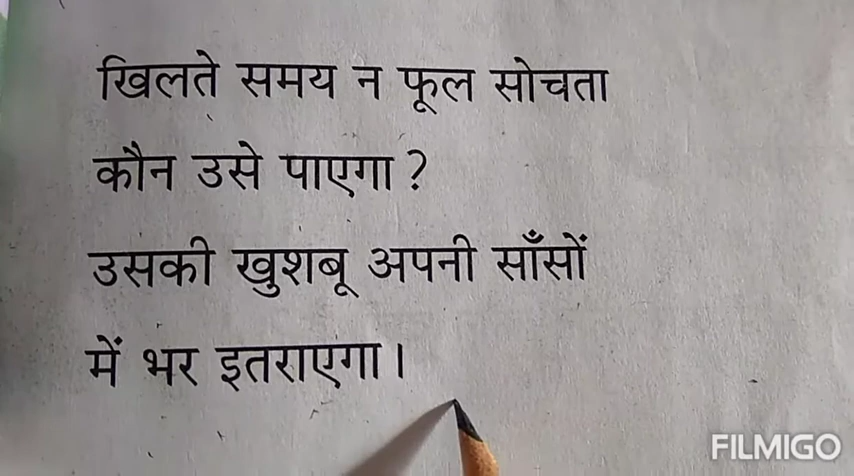 खिलते समय न फूल सोचता
कौन उसे पाएगा?
उसकी खुशबू अपनी साँसों
में भर इतराएगा।
FILMIGO